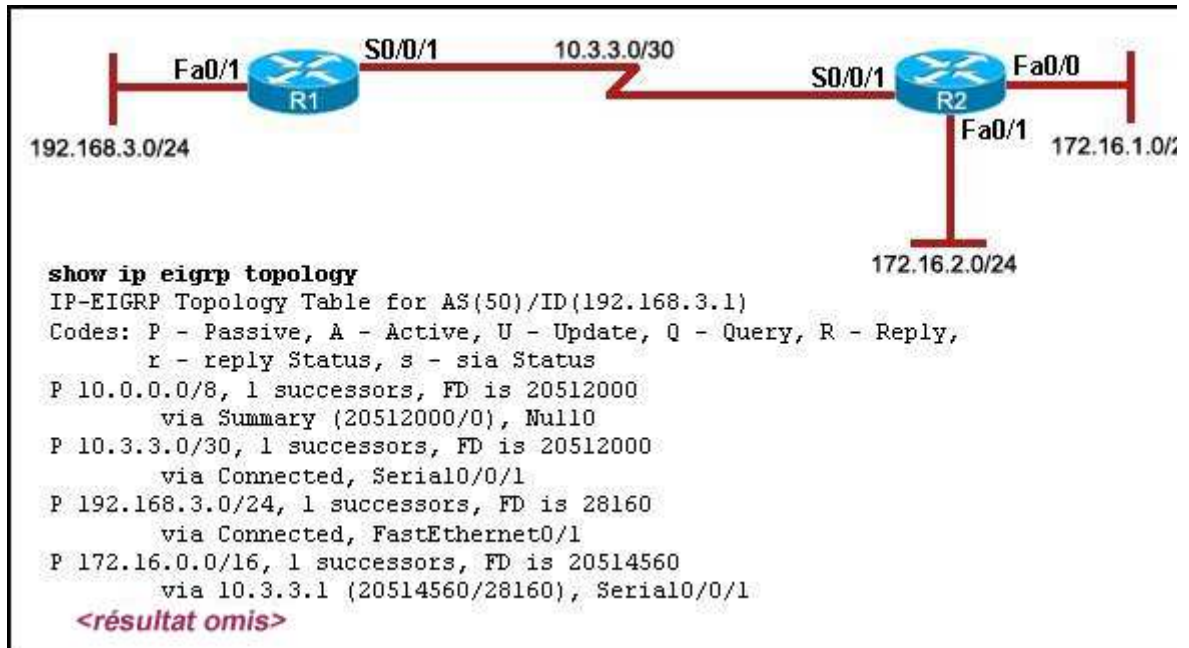 S0/0/1
10.3.3.0/30
Fa0/1
S0/0/1
Fa0/0
R1
R2
Fa0/1
192.168.3.0/24
172.16.1.0/2
172.16.2.0/24
show ip eigrp topology
IP-EIGRP Topology Table for AS(50)/ID(192.168.3.1)
Codes: P - Passive, A - Active, U - Update, Q - Query, R - Reply,
r - reply Status, s - sia Status
P 10.0.0.0/8, 1 successors, FD is 20512000
via Summary (20512000/0), Null0
P 10.3.3.0/30, 1 successors, FD is 20512000
via Connected, Serial0/0/1
P 192.168.3.0/24, 1 successors, FD is 28160
via Connected, FastEthernet0/1
P 172.16.0.0/16, 1 successors, FD is 20514560
via 10.3.3.1 (20514560/28160), Serial0/0/1
<résultat omis>